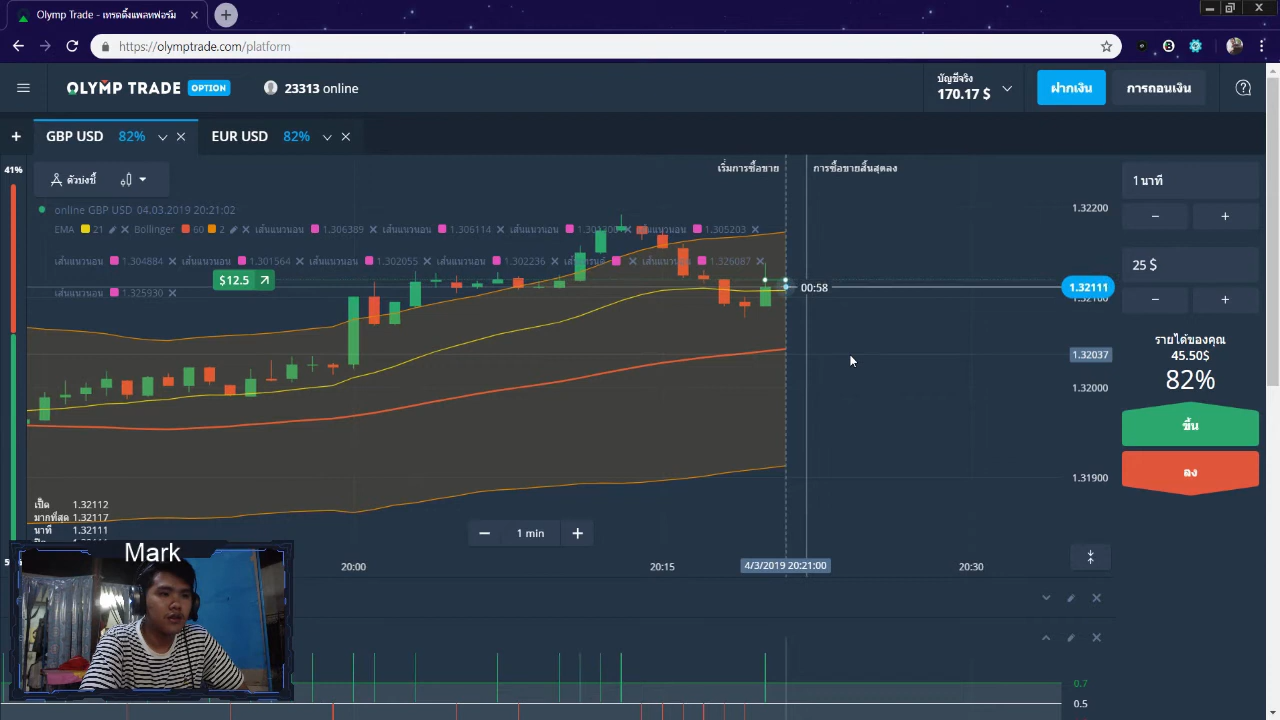 Olymp Trade - เทรดดิ้งแพลทฟอร์ม
https://olymptrade.com/platform
OLYMP TRADE OPTION
23313 online
บัญชีจริง
170.17 $
ฝากเงิน
การถอนเงิน
GBP USD 82%
EUR USD 82%
41%
ตัวบ่งชี้
เริ่มการซื้อขาย
การซื้อขายสิ้นสุดลง
online GBP USD 04.03.2019 20:21:02
EMA 21 Bollinger 60 2 เส้นแนวนอน 1.306389 เส้นแนวนอน 1.306114 เส้นแนวนอน เส้นแนวนอน 1.305203
เส้นแนวนอน 1.304884 เส้นแนวนอน 1.301564 เส้นแนวนอน 1.302055 เส้นแนวนอน 1.302236 เส้นแนวนอน 1.326087
เส้นแนวนอน 1.325930
$12.5
00:58
1.32200
1.32111
1.32037
1.32000
1.31900
1 นาที
25 $
รายได้ของคุณ
45.50$
82%
ขึ้น
ลง
เปิด 1.32112
มากที่สุด 1.32117
นาที 1.32111
1 min
20:00
20:15
4/3/2019 20:21:00
20:30
Mark
0.7
0.5